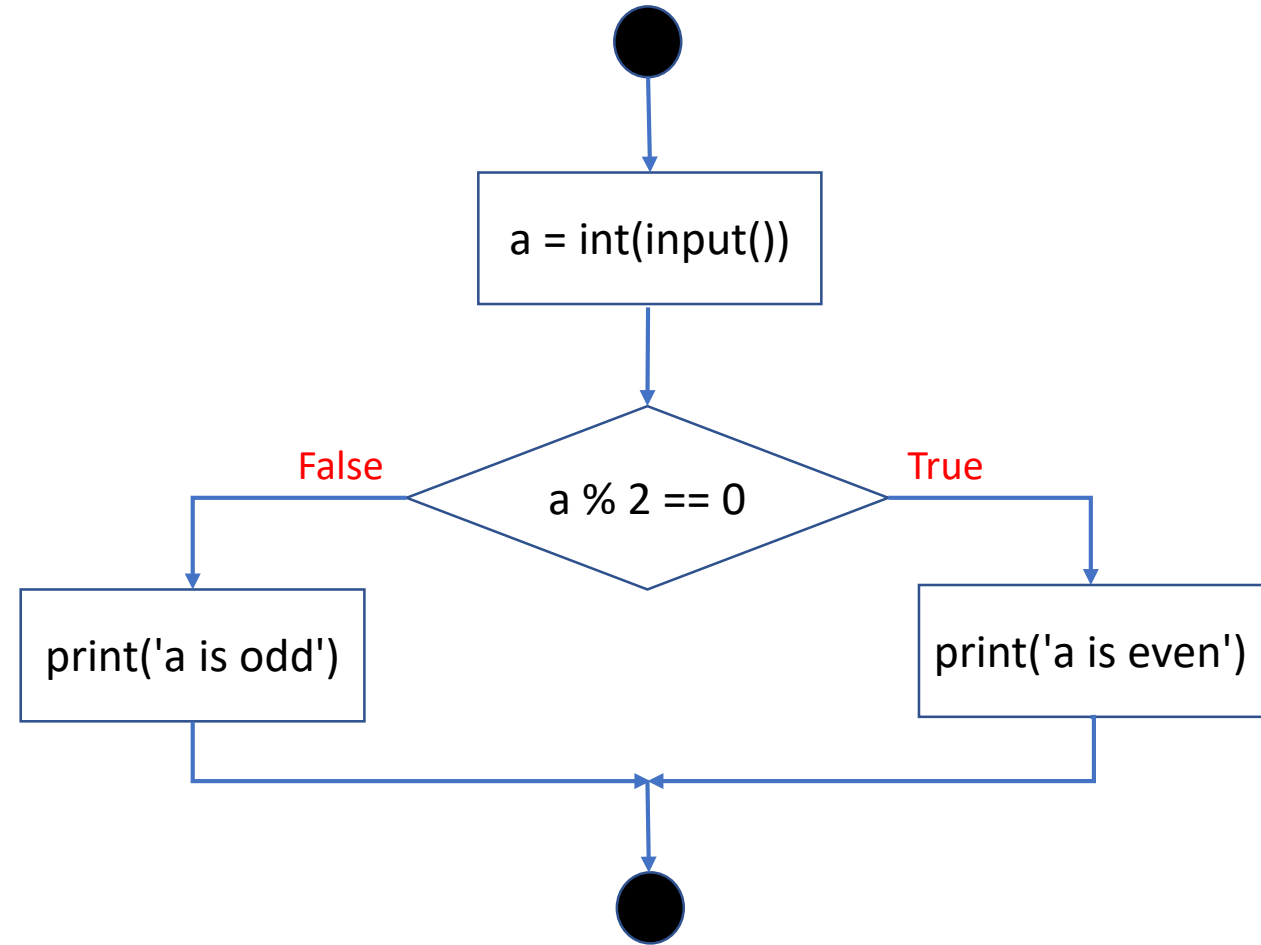 a = int(input())
False
True
a % 2 == 0
print('a is odd')
print('a is even')